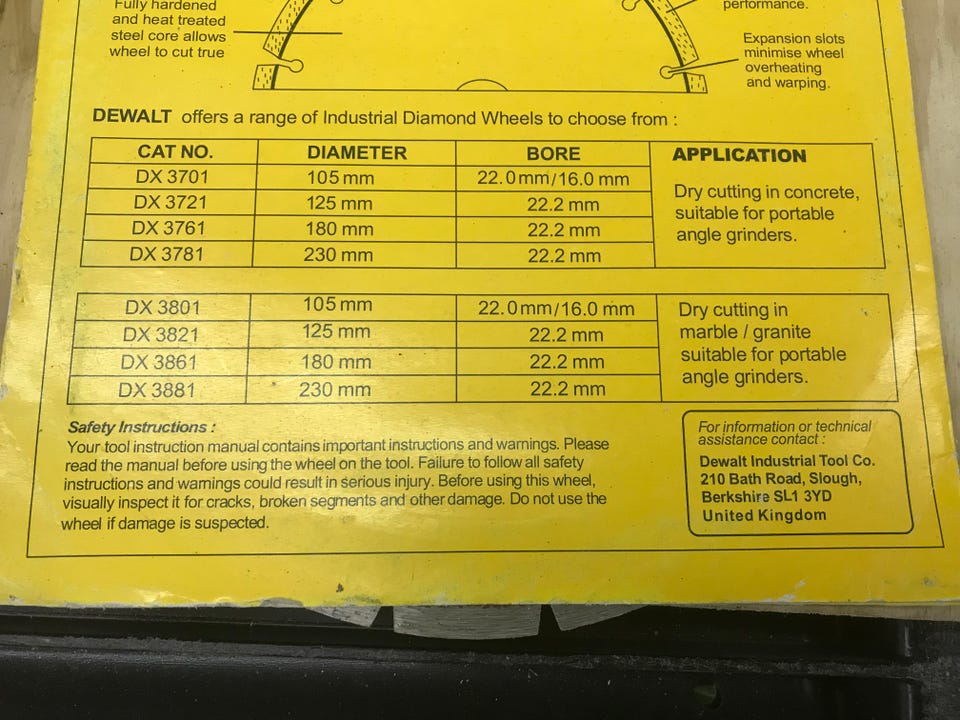 Fully hardened
and heat treated
steel core allows
wheel to cut true
performance.
Expansion slots
minimise wheel
overheating
and warping.
DEWALT offers a range of Industrial Diamond Wheels to choose from :
CAT NO. DIAMETER BORE APPLICATION
DX 3701 105 mm 22.0mm/16.0 mm
DX 3721 125 mm 22.2 mm
DX 3761 180 mm 22.2 mm
DX 3781 230 mm 22.2 mm
Dry cutting in concrete,
suitable for portable
angle grinders.
DX 3801 105 mm 22.0mm/16.0 mm
DX 3821 125 mm 22.2 mm
DX 3861 180 mm 22.2 mm
DX 3881 230 mm 22.2 mm
Dry cutting in
marble / granite
suitable for portable
angle grinders.
Safety Instructions :
Your tool instruction manual contains important instructions and warnings. Please
read the manual before using the wheel on the tool. Failure to follow all safety
instructions and warnings could result in serious injury. Before using this wheel,
visually inspect it for cracks, broken segments and other damage. Do not use the
wheel if damage is suspected.
For information or technical
assistance contact :
Dewalt Industrial Tool Co.
210 Bath Road, Slough,
Berkshire SL1 3YD
United Kingdom